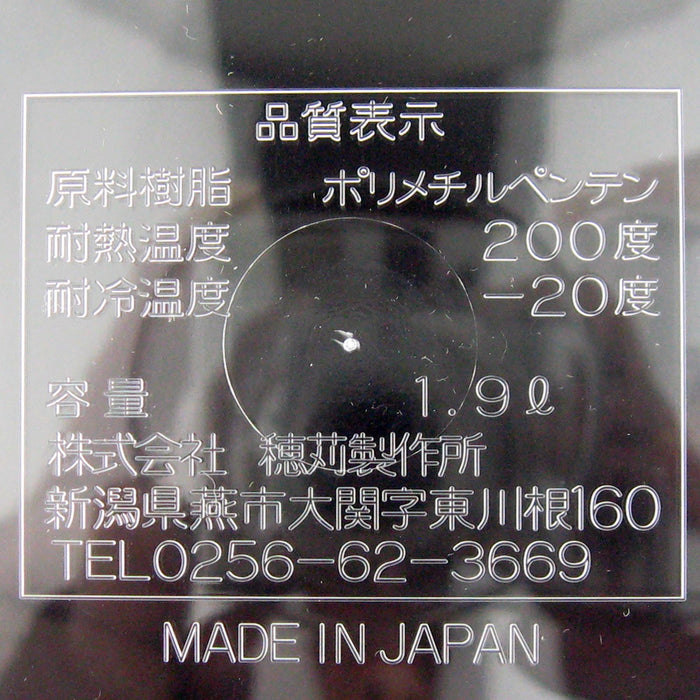 品質表示
原料樹脂 ポリメチルペンテン
耐熱温度 200度
耐冷温度 -20度
容量 1.9ℓ
株式会社 穂苅製作所
新潟県燕市大関字東川根160
TEL0256-62-3669
MADE IN JAPAN